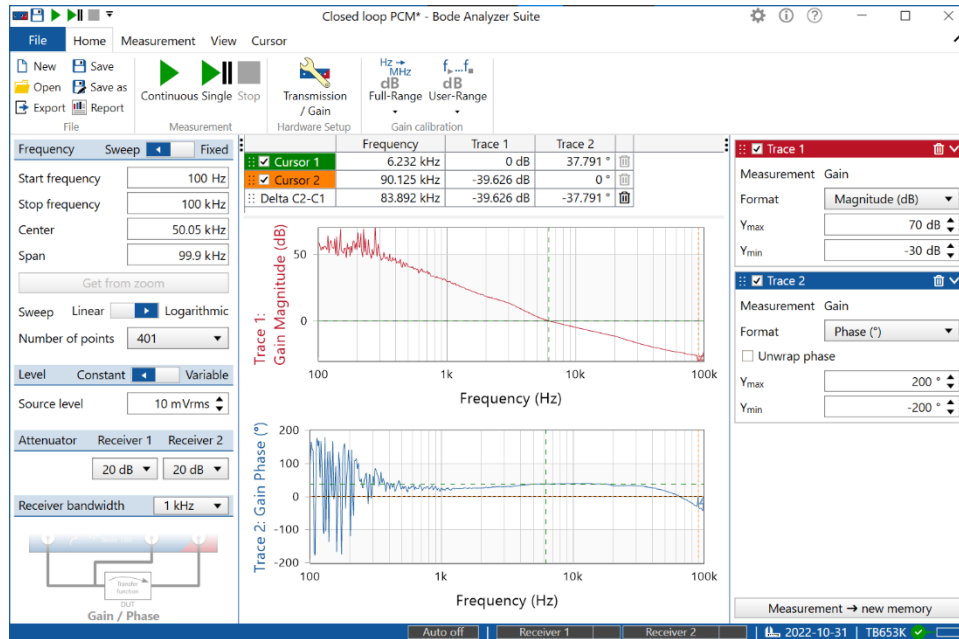 Closed loop PCM* - Bode Analyzer Suite
File Home Measurement View Cursor
New Save
Open Save as
Export Report
Continuous Single Stop
Transmission / Gain
Hz → MHz dB Full-Range
f▸...f■ dB User-Range
File Measurement Hardware Setup Gain calibration
Frequency Sweep Fixed
Start frequency 100 Hz
Stop frequency 100 kHz
Center 50.05 kHz
Span 99.9 kHz
Get from zoom
Sweep Linear Logarithmic
Number of points 401
Level Constant Variable
Source level 10 mVrms
Attenuator Receiver 1 Receiver 2
20 dB 20 dB
Receiver bandwidth 1 kHz
Transfer function
DUT
Gain / Phase
Frequency Trace 1 Trace 2
Cursor 1 6.232 kHz 0 dB 37.791 °
Cursor 2 90.125 kHz -39.626 dB 0 °
Delta C2-C1 83.892 kHz -39.626 dB -37.791 °
Trace 1:
Gain Magnitude (dB)
50
0
100 1k 10k 100k
Frequency (Hz)
Trace 2: Gain Phase (°)
200
100
0
-100
-200
100 1k 10k 100k
Frequency (Hz)
Trace 1
Measurement Gain
Format Magnitude (dB)
Ymax 70 dB
Ymin -30 dB
Trace 2
Measurement Gain
Format Phase (°)
Unwrap phase
Ymax 200 °
Ymin -200 °
Measurement → new memory
Auto off Receiver 1 Receiver 2 2022-10-31 TB653K